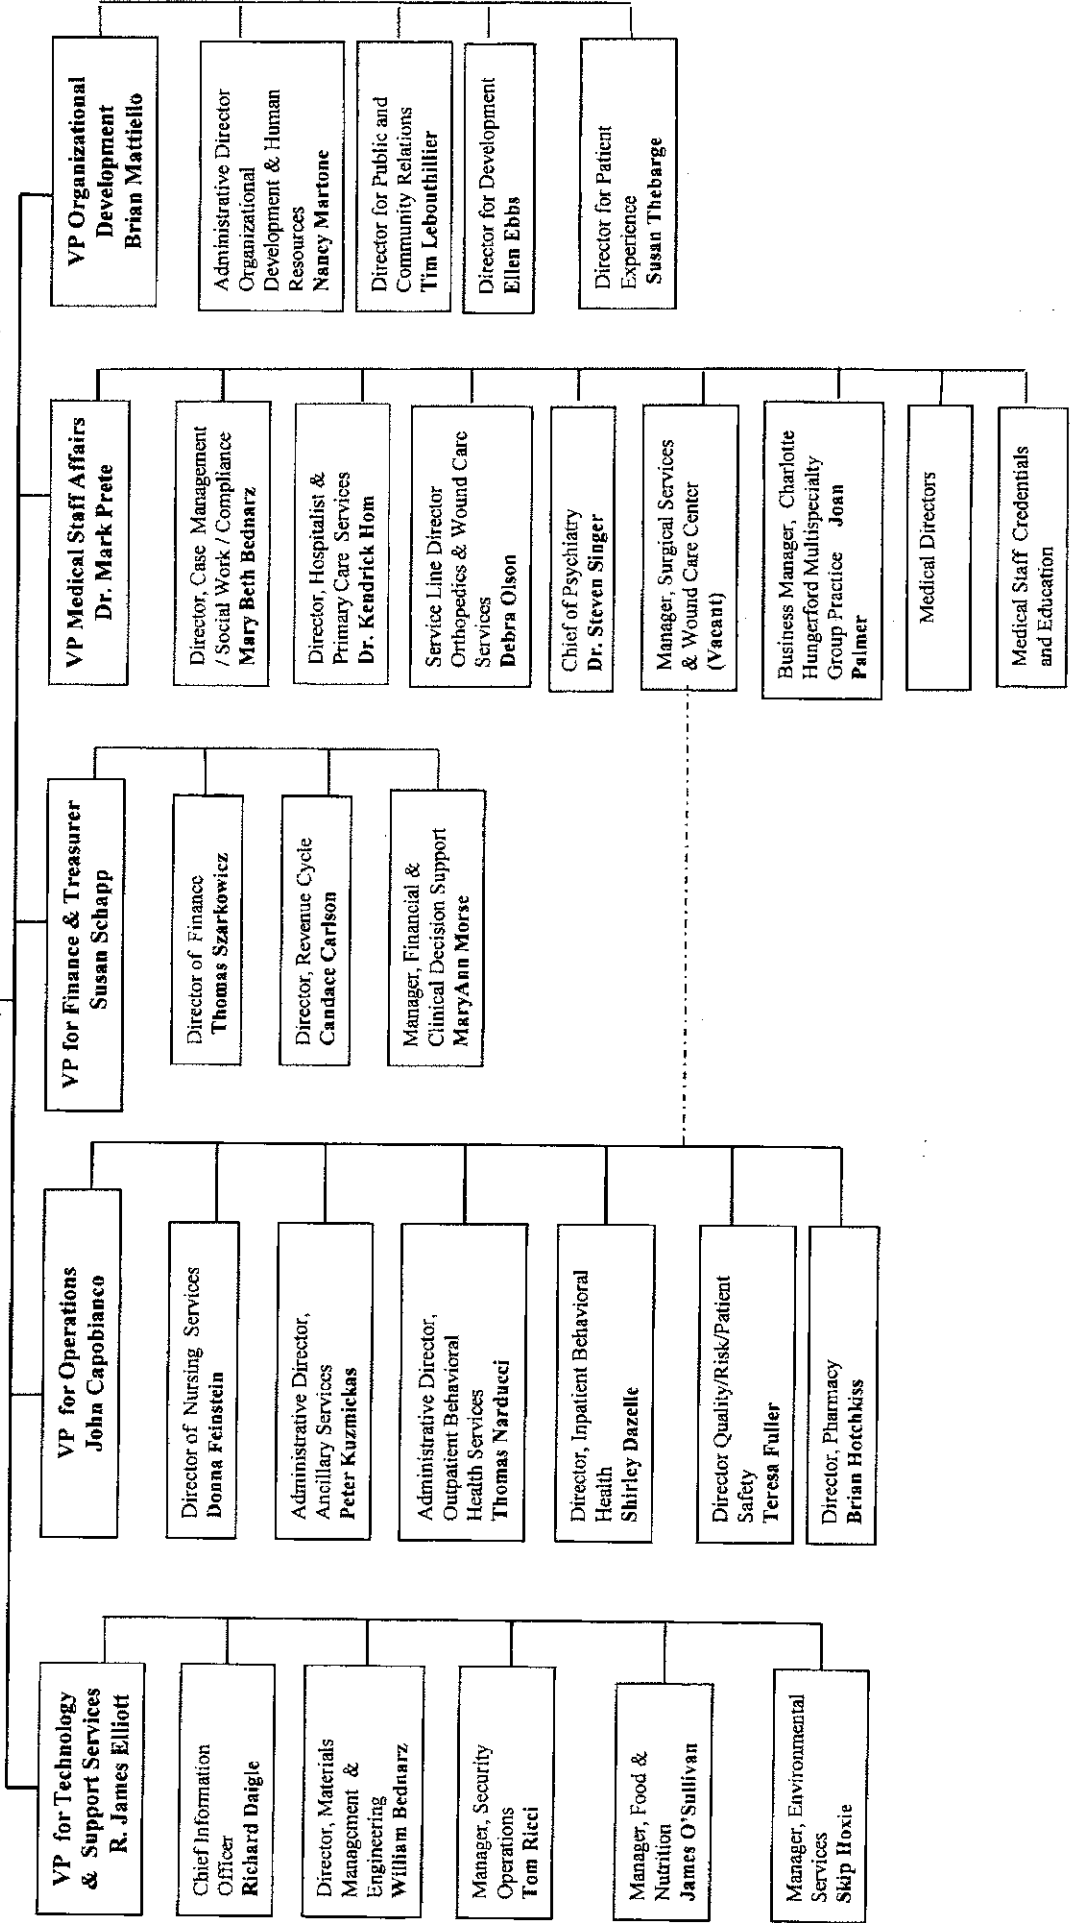 VP for Technology
& Support Services
R. James Elliott
Chief Information
Officer
Richard Daigle
Director, Materials
Management &
Engineering
William Bednarz
Manager, Security
Operations
Tom Ricci
Manager, Food &
Nutrition
James O'Sullivan
Manager, Environmental
Services
Skip Hoxie
VP for Operations
John Capobianco
Director of Nursing Services
Donna Feinstein
Administrative Director,
Ancillary Services
Peter Kuzmickas
Administrative Director,
Outpatient Behavioral
Health Services
Thomas Narducci
Director, Inpatient Behavioral
Health
Shirley Dazelle
Director Quality/Risk/Patient
Safety
Teresa Fuller
Director, Pharmacy
Brian Hotchkiss
VP for Finance & Treasurer
Susan Schapp
Director of Finance
Thomas Szarkowicz
Director, Revenue Cycle
Candace Carlson
Manager, Financial &
Clinical Decision Support
MaryAnn Morse
VP Medical Staff Affairs
Dr. Mark Prete
Director, Case Management
/ Social Work / Compliance
Mary Beth Bednarz
Director, Hospitalist &
Primary Care Services
Dr. Kendrick Hom
Service Line Director
Orthopedics & Wound Care
Services
Debra Olson
Chief of Psychiatry
Dr. Steven Singer
Manager, Surgical Services
& Wound Care Center
(Vacant)
Business Manager, Charlotte
Hungerford Multispecialty
Group Practice Joan
Palmer
Medical Directors
Medical Staff Credentials
and Education
VP Organizational
Development
Brian Mattiello
Administrative Director
Organizational
Development & Human
Resources
Nancy Martone
Director for Public and
Community Relations
Tim Lebouthillier
Director for Development
Ellen Ebbs
Director for Patient
Experience
Susan Thebarge